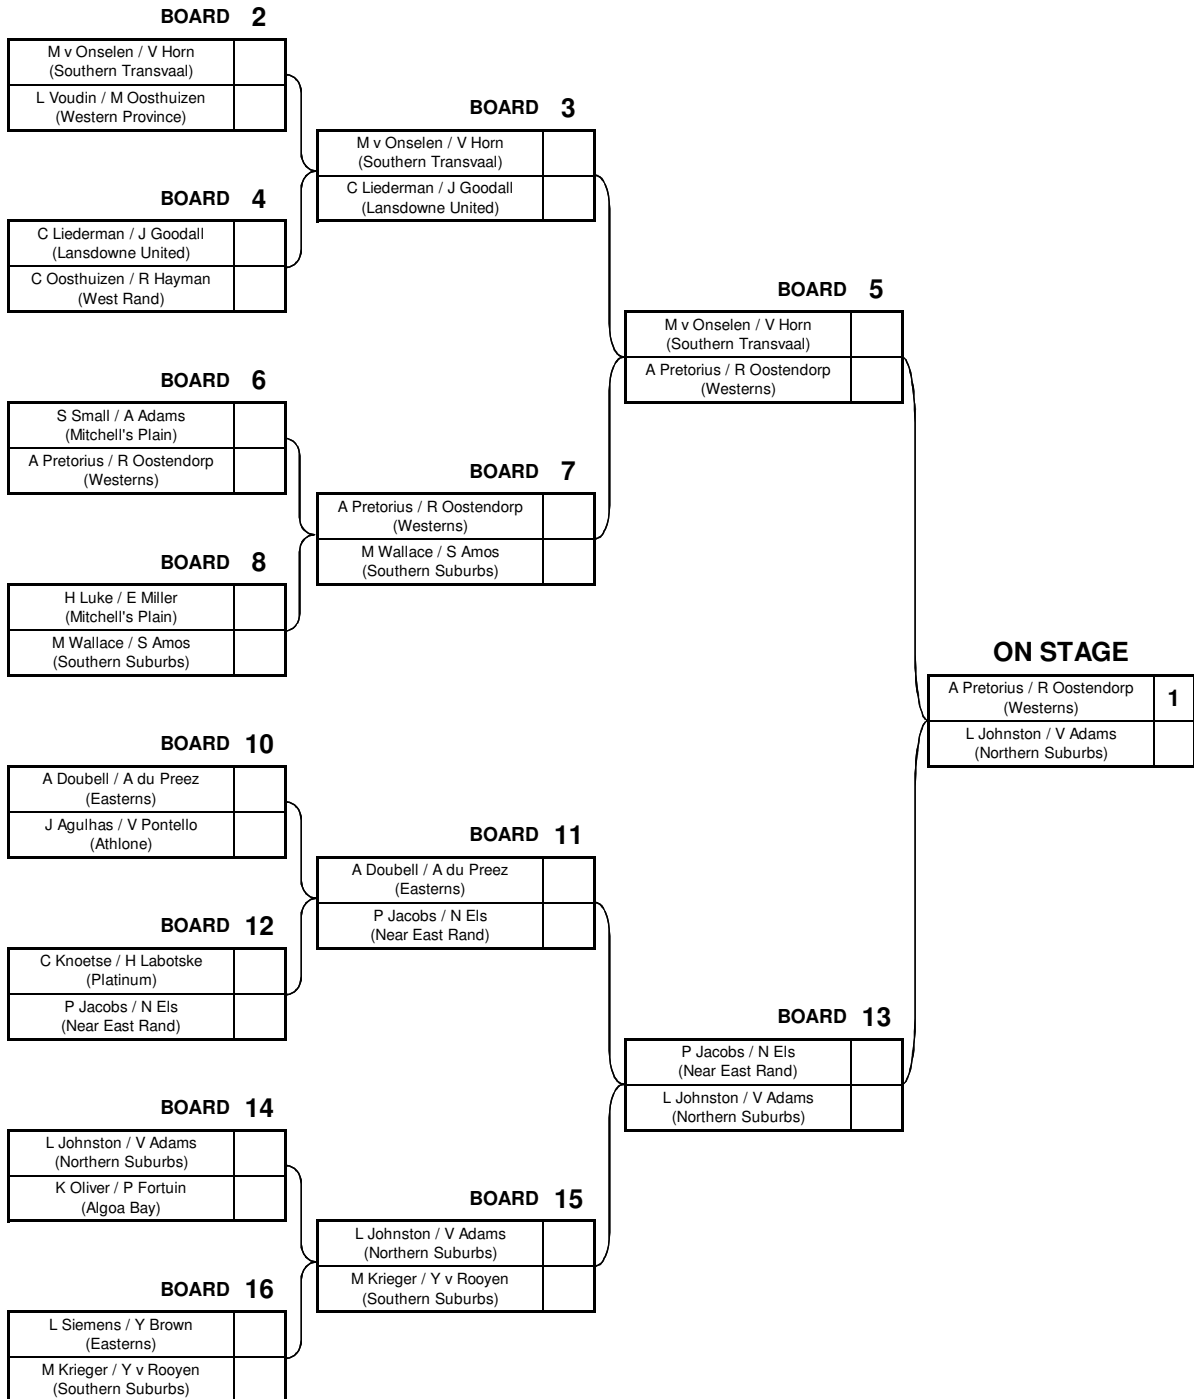 BOARD 2
M v Onselen / V Horn
(Southern Transvaal)
L Voudin / M Oosthuizen
(Western Province)
BOARD 4
C Liederman / J Goodall
(Lansdowne United)
C Oosthuizen / R Hayman
(West Rand)
BOARD 6
S Small / A Adams
(Mitchell's Plain)
A Pretorius / R Oostendorp
(Westerns)
BOARD 8
H Luke / E Miller
(Mitchell's Plain)
M Wallace / S Amos
(Southern Suburbs)
BOARD 10
A Doubell / A du Preez
(Easterns)
J Agulhas / V Pontello
(Athlone)
BOARD 12
C Knoetse / H Labotske
(Platinum)
P Jacobs / N Els
(Near East Rand)
BOARD 14
L Johnston / V Adams
(Northern Suburbs)
K Oliver / P Fortuin
(Algoa Bay)
BOARD 16
L Siemens / Y Brown
(Easterns)
M Krieger / Y v Rooyen
(Southern Suburbs)
BOARD 3
M v Onselen / V Horn
(Southern Transvaal)
C Liederman / J Goodall
(Lansdowne United)
BOARD 7
A Pretorius / R Oostendorp
(Westerns)
M Wallace / S Amos
(Southern Suburbs)
BOARD 11
A Doubell / A du Preez
(Easterns)
P Jacobs / N Els
(Near East Rand)
BOARD 15
L Johnston / V Adams
(Northern Suburbs)
M Krieger / Y v Rooyen
(Southern Suburbs)
BOARD 5
M v Onselen / V Horn
(Southern Transvaal)
A Pretorius / R Oostendorp
(Westerns)
BOARD 13
P Jacobs / N Els
(Near East Rand)
L Johnston / V Adams
(Northern Suburbs)
ON STAGE
A Pretorius / R Oostendorp
(Westerns)
1
L Johnston / V Adams
(Northern Suburbs)